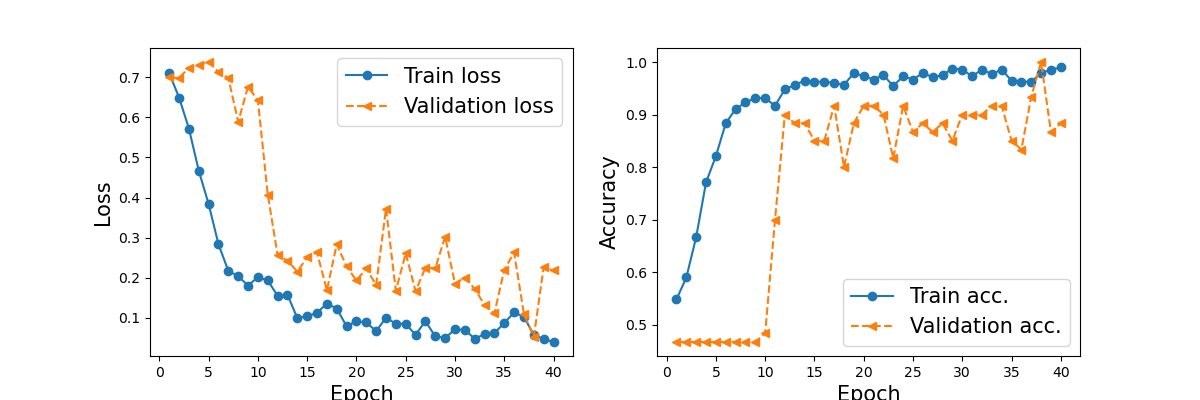 Train loss
Validation loss
Loss
0.7
0.6
0.5
0.4
0.3
0.2
0.1
0 5 10 15 20 25 30 35 40
Epoch
Train acc.
Validation acc.
Accuracy
1.0
0.9
0.8
0.7
0.6
0.5
0 5 10 15 20 25 30 35 40
Epoch